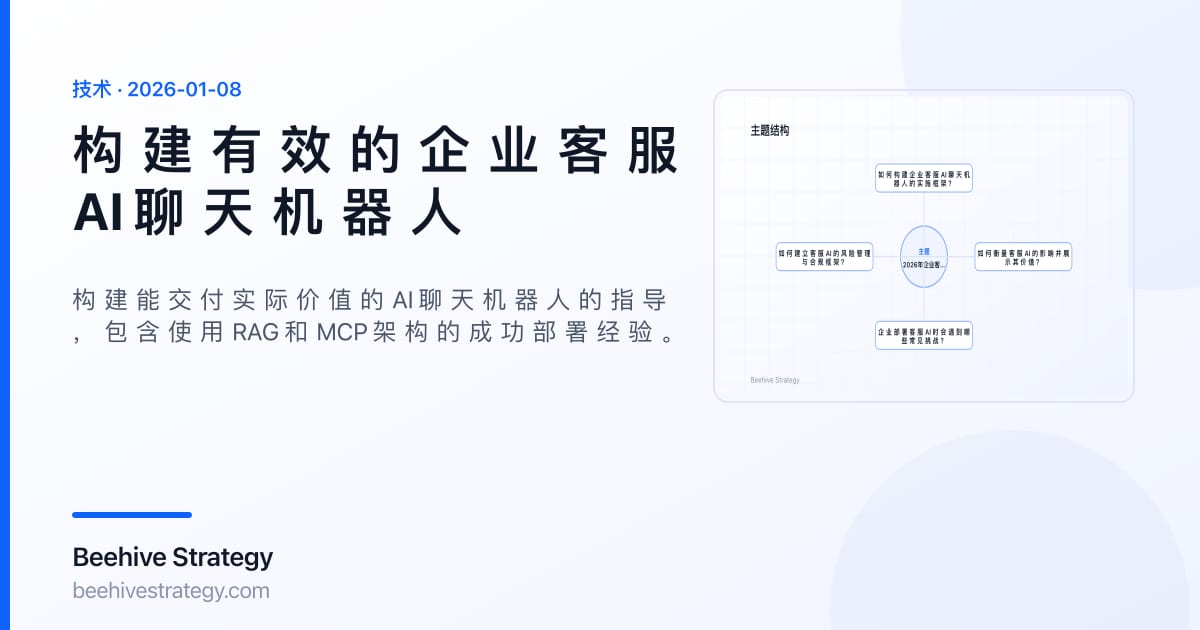 技术 · 2026-01-08
构建有效的企业客服
AI聊天机器人
构建能交付实际价值的AI聊天机器人的指导
，包含使用RAG和MCP架构的成功部署经验。
主题结构
如何构建企业客服AI聊天机
器人的实施框架？
如何建立客服AI的风险管理
与合规框架？
主题
2026年企业客...
如何衡量客服AI的影响并展
示其价值？
企业部署客服AI时会遇到哪
些常见挑战？
Beehive Strategy
Beehive Strategy
beehivestrategy.com